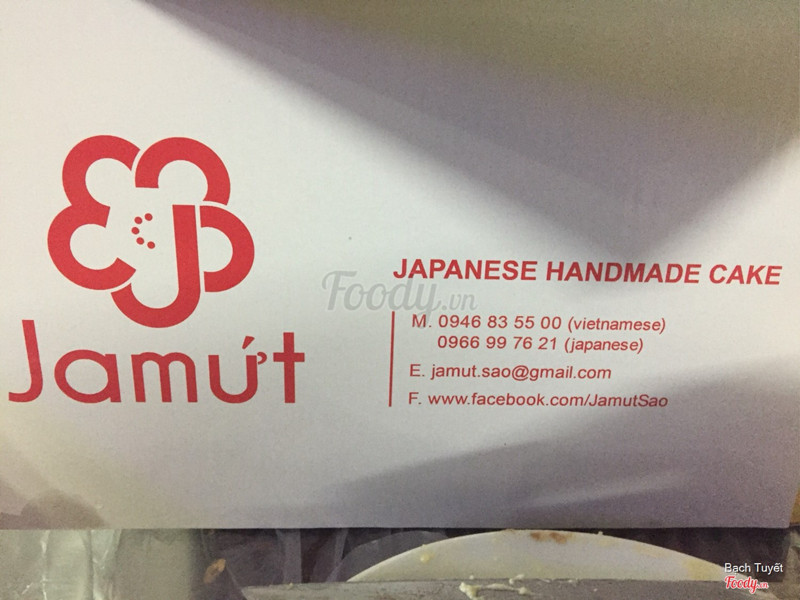 Jamứt
JAPANESE HANDMADE CAKE
M. 0946 83 55 00 (vietnamese)
0966 99 76 21 (japanese)
E. jamut.sao@gmail.com
F. www.facebook.com/JamutSao
Foody.vn
Bạch Tuyết
Foody.vn